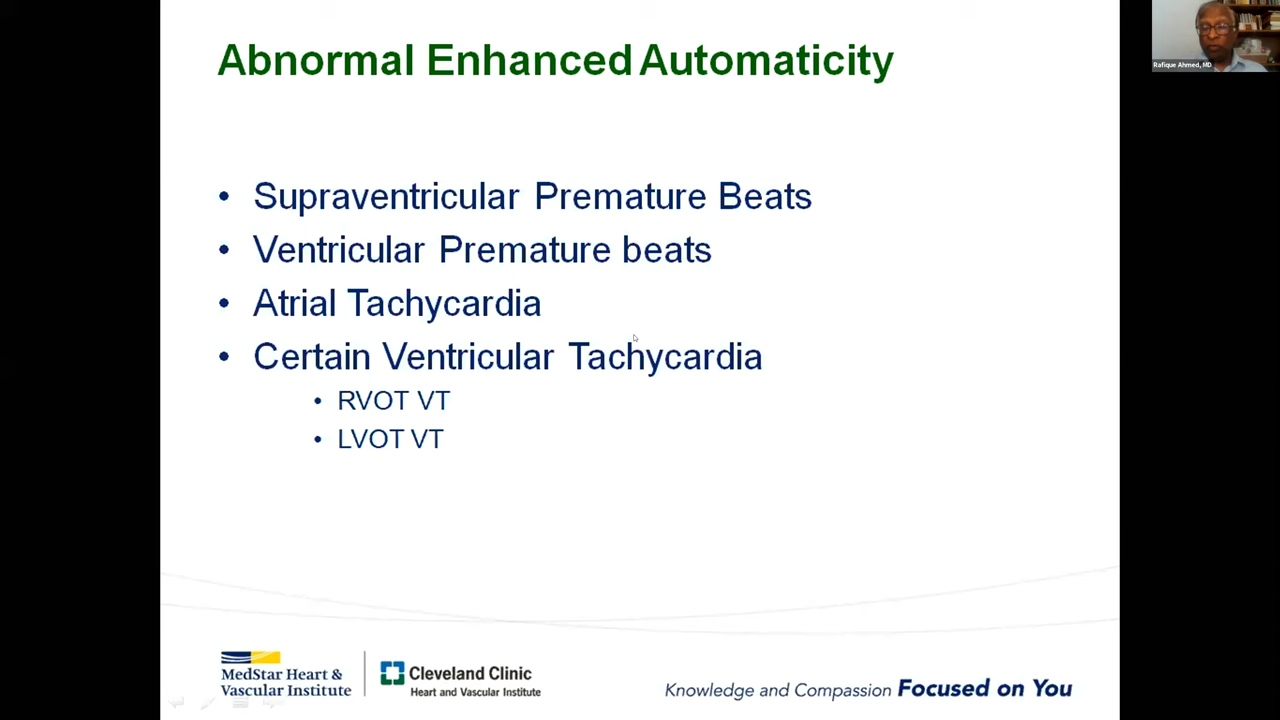 Abnormal Enhanced Automaticity
Rafique Ahmed, MD
• Supraventricular Premature Beats
• Ventricular Premature beats
• Atrial Tachycardia
• Certain Ventricular Tachycardia
• RVOT VT
• LVOT VT
MedStar Heart &
Vascular Institute
Cleveland Clinic
Heart and Vascular Institute
Knowledge and Compassion Focused on You